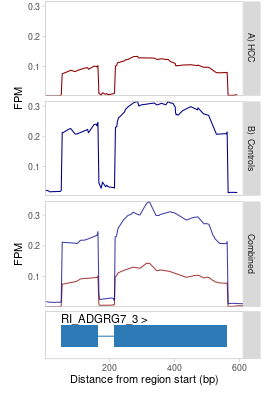 0.3
0.2
0.1
A) HCC
FPM
0.3
0.2
0.1
B). Controls
0.3
0.2
0.1
Combined
FPM
RI_ADGRG7_3 >
0 200 400 600
Distance from region start (bp)